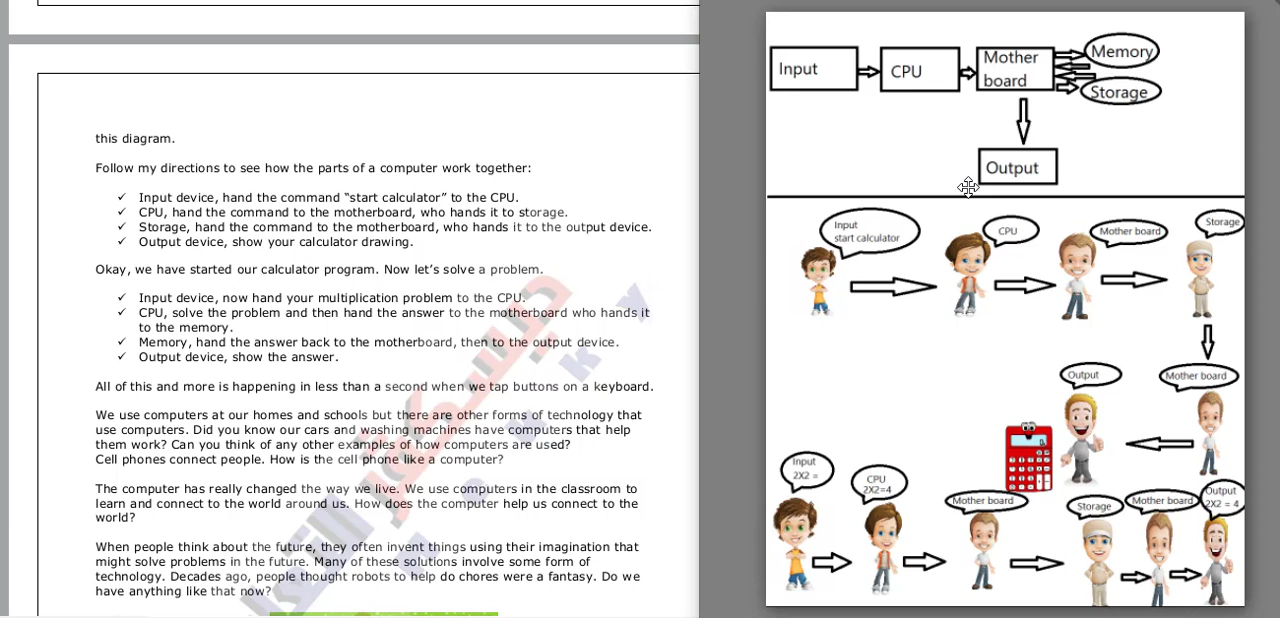 this diagram.
Follow my directions to see how the parts of a computer work together:
✓ Input device, hand the command “start calculator” to the CPU.
✓ CPU, hand the command to the motherboard, who hands it to storage.
✓ Storage, hand the command to the motherboard, who hands it to the output device.
✓ Output device, show your calculator drawing.
Okay, we have started our calculator program. Now let’s solve a problem.
✓ Input device, now hand your multiplication problem to the CPU.
✓ CPU, solve the problem and then hand the answer to the motherboard who hands it
to the memory.
✓ Memory, hand the answer back to the motherboard, then to the output device.
✓ Output device, show the answer.
All of this and more is happening in less than a second when we tap buttons on a keyboard.
We use computers at our homes and schools but there are other forms of technology that
use computers. Did you know our cars and washing machines have computers that help
them work? Can you think of any other examples of how computers are used?
Cell phones connect people. How is the cell phone like a computer?
The computer has really changed the way we live. We use computers in the classroom to
learn and connect to the world around us. How does the computer help us connect to the
world?
When people think about the future, they often invent things using their imagination that
might solve problems in the future. Many of these solutions involve some form of
technology. Decades ago, people thought robots to help do chores were a fantasy. Do we
have anything like that now?
Input
CPU
Mother
board
Memory
Storage
Output
Input
start calculator
CPU
Mother board
Storage
Output
Mother board
Input
2X2 =
CPU
2X2=4
Mother board
Storage
Mother board
Output
2X2 = 4